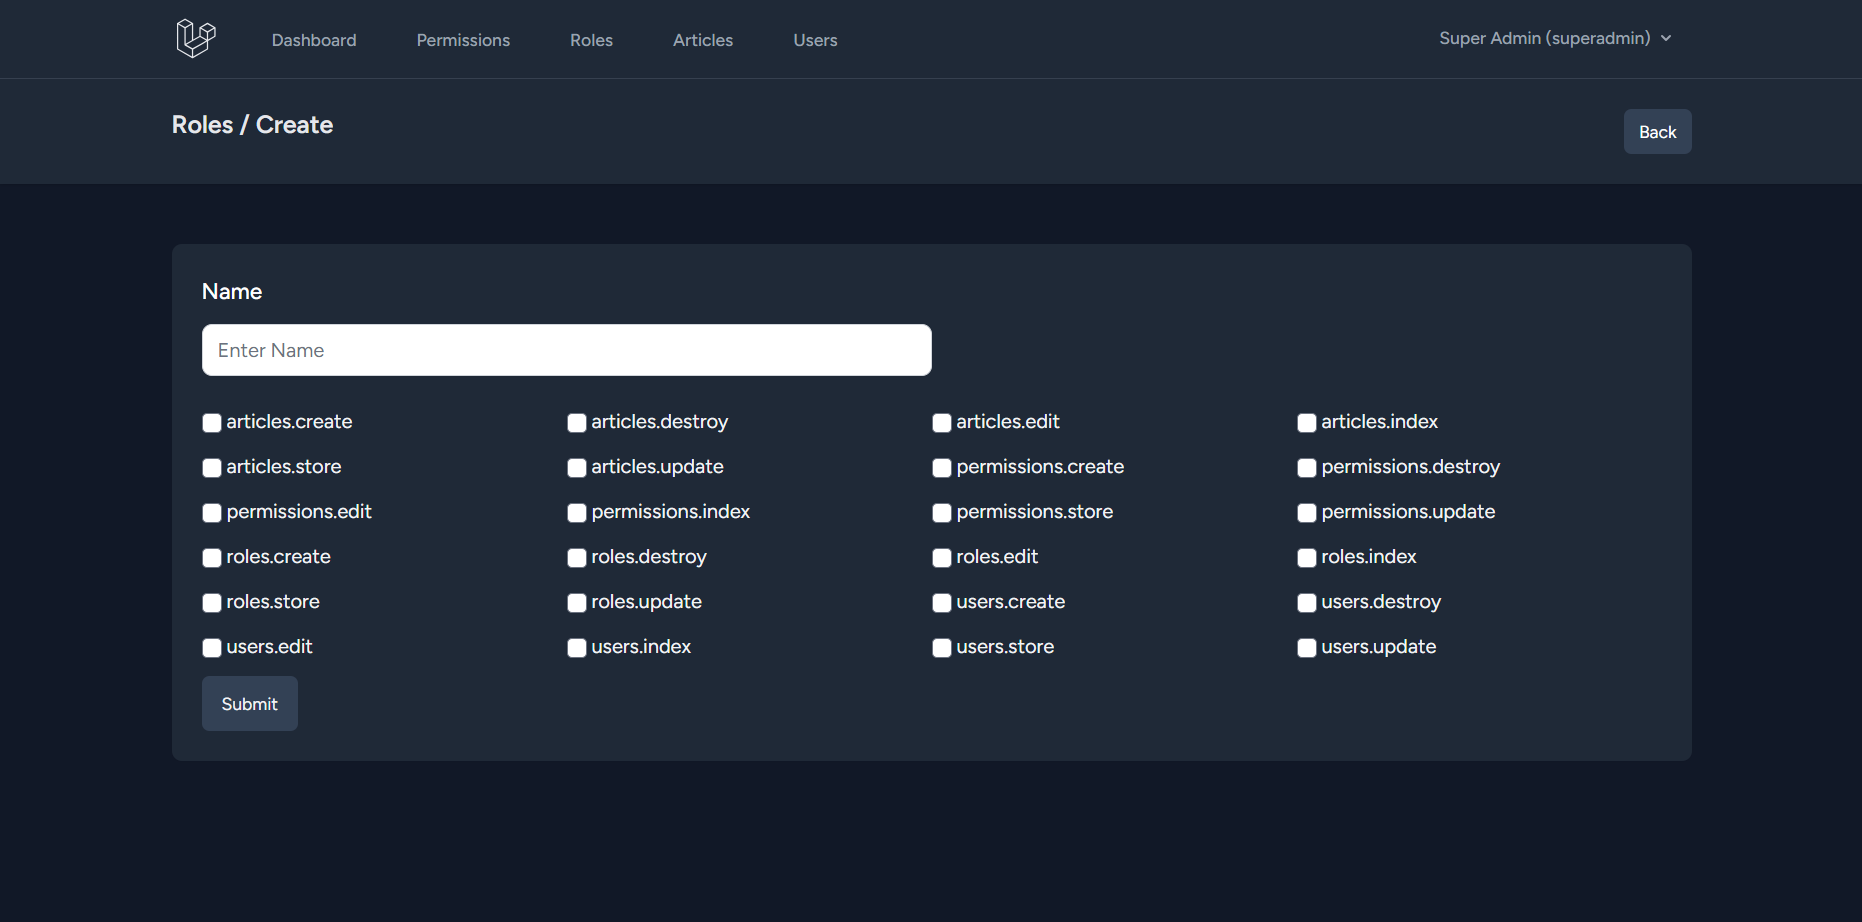 Dashboard Permissions Roles Articles Users Super Admin (superadmin)
Roles / Create
Back
Name
Enter Name
articles.create articles.destroy articles.edit articles.index
articles.store articles.update permissions.create permissions.destroy
permissions.edit permissions.index permissions.store permissions.update
roles.create roles.destroy roles.edit roles.index
roles.store roles.update users.create users.destroy
users.edit users.index users.store users.update
Submit